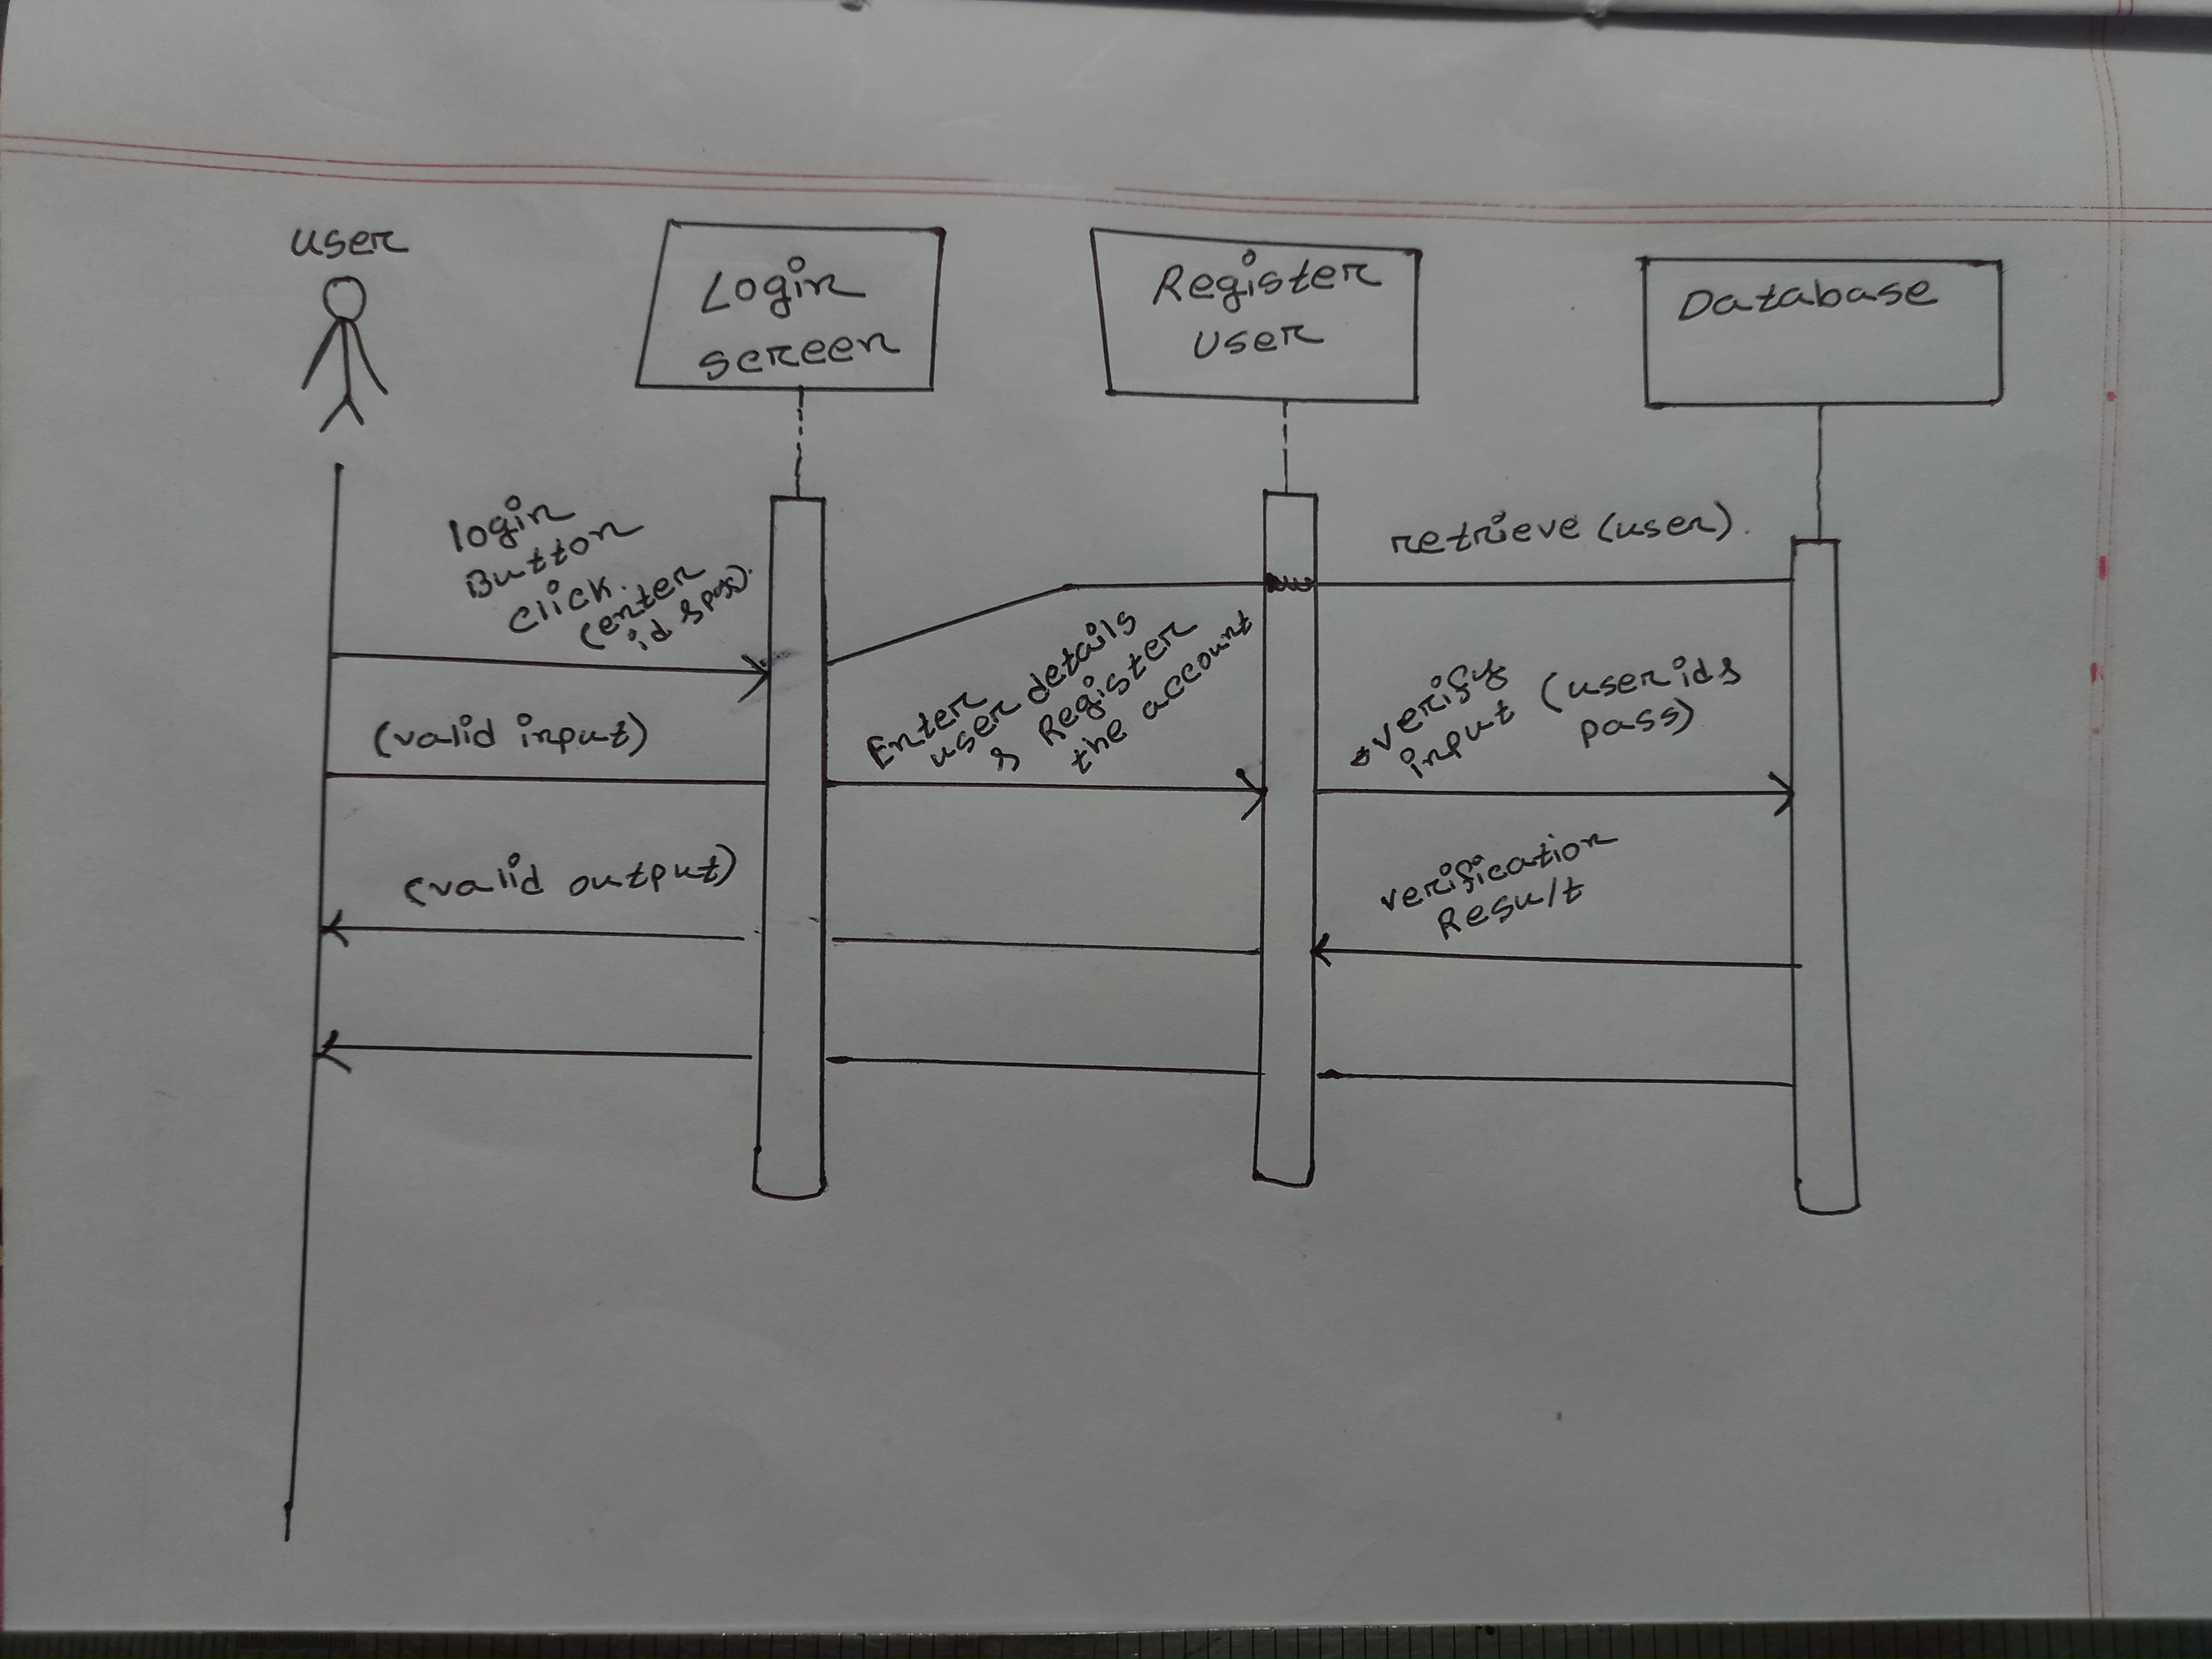 user
Login
screen
Register
user
Database
login
Button
click.
(enter
id & pass).
retrieve (user).
(valid input)
Enter
user details
& Register
the account
verify
input (user id &
pass)
(valid output)
verification
Result